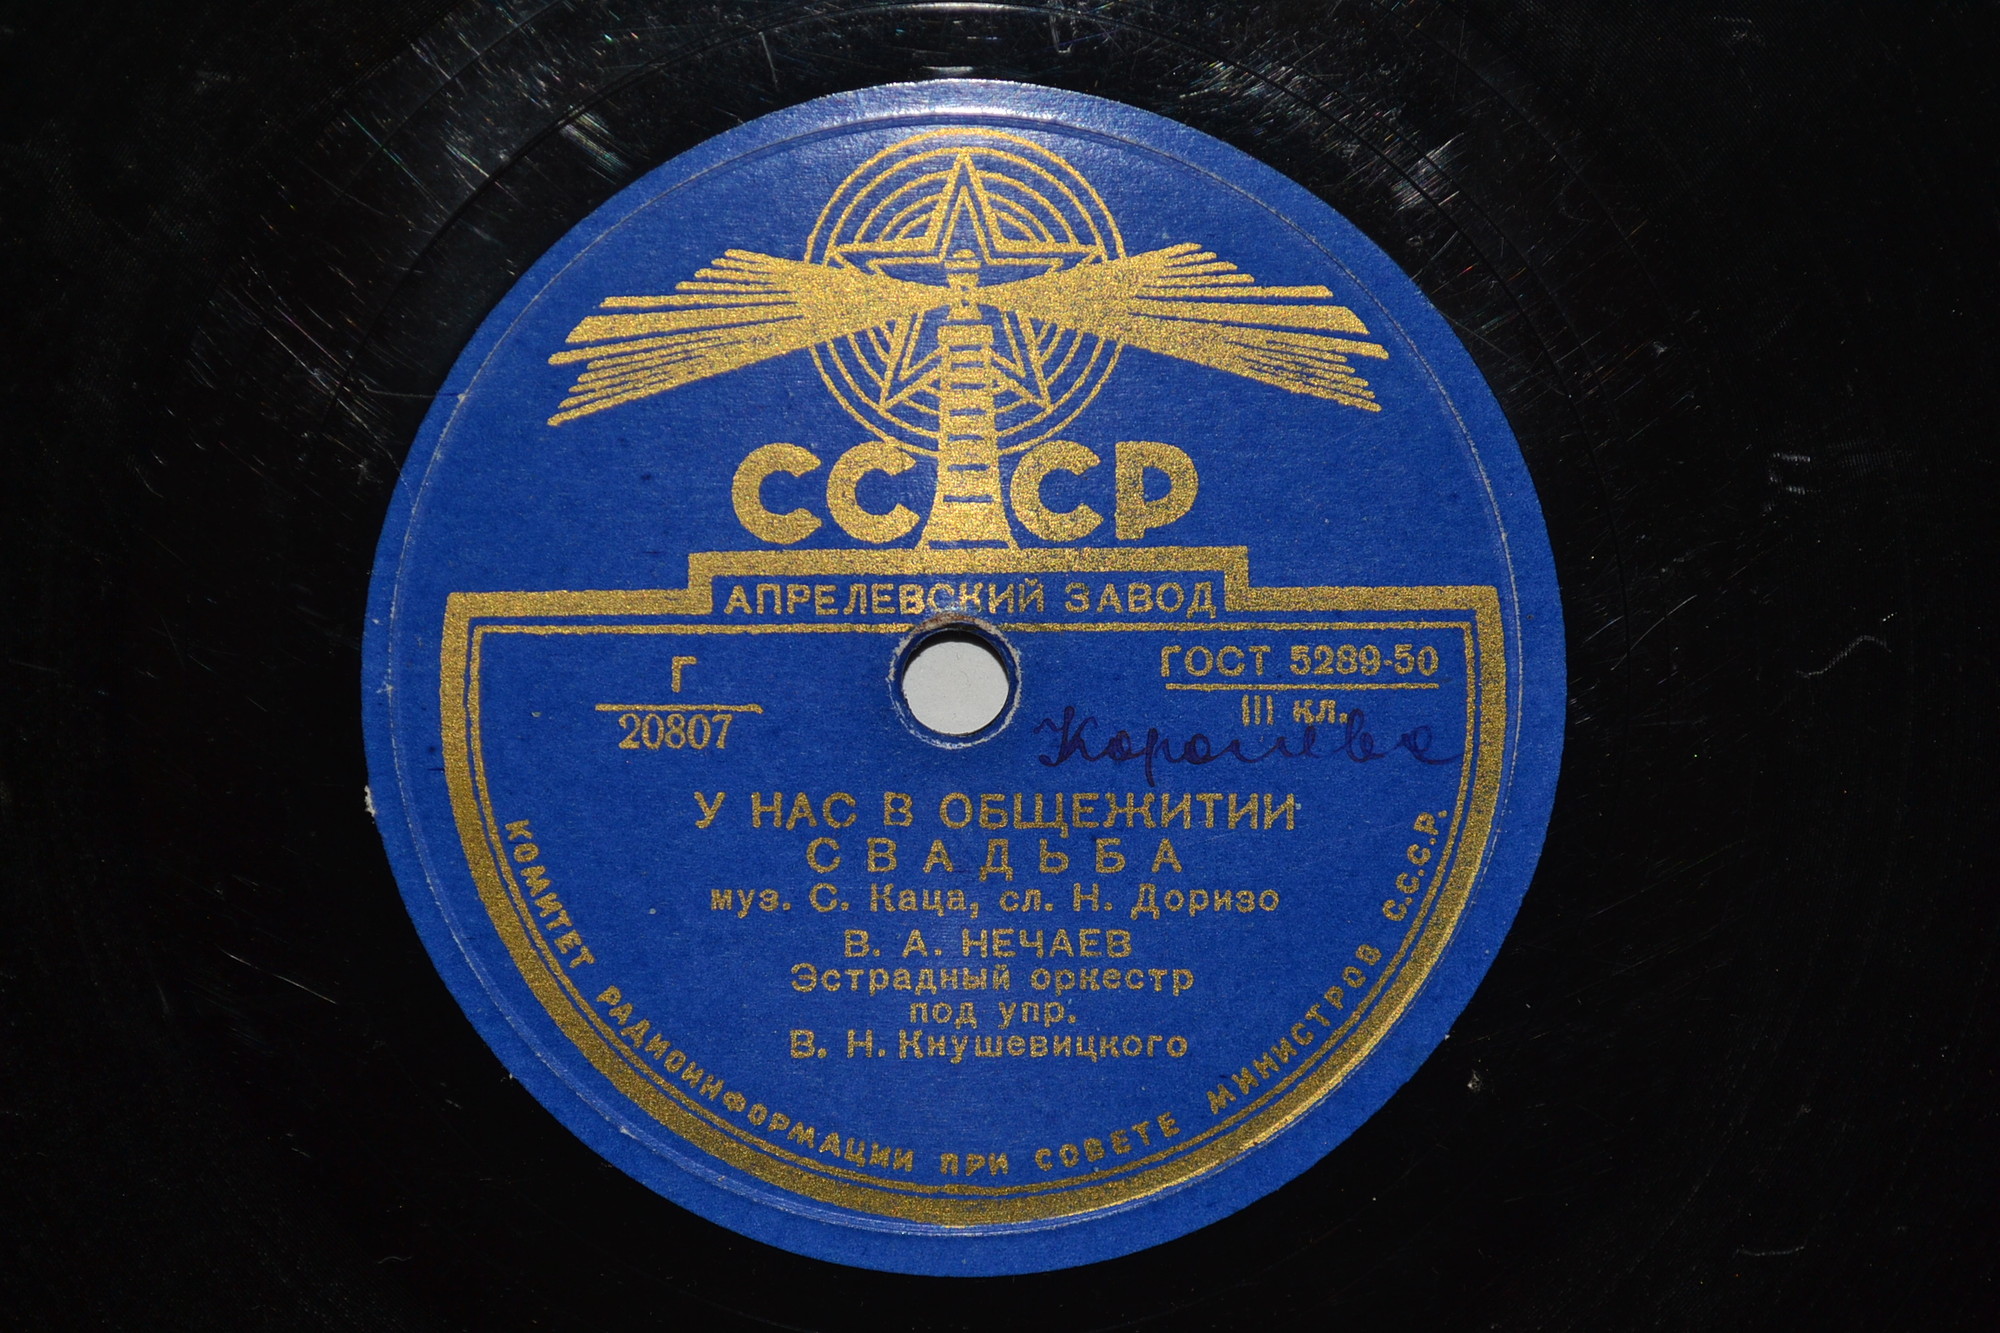 СССР
АПРЕЛЕВСКИЙ ЗАВОД
Г
20807
ГОСТ 5289-50
III кл.
Королева
У НАС В ОБЩЕЖИТИИ
СВАДЬБА
муз. С. Каца, сл. Н. Доризо
В. А. НЕЧАЕВ
Эстрадный оркестр
под упр.
В. Н. Кнушевицкого
КОМИТЕТ РАДИОИНФОРМАЦИИ ПРИ СОВЕТЕ МИНИСТРОВ С.С.С.Р.